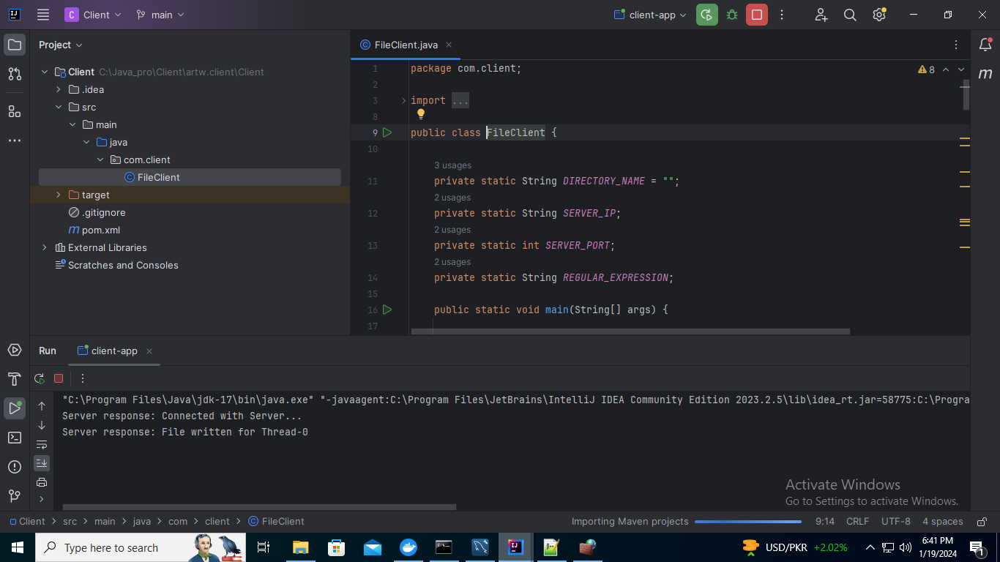 C Client main client-app
Project
FileClient.java
Client C:\Java_pro\Client\artw.client\Client
.idea
src
main
java
com.client
FileClient
target
.gitignore
pom.xml
External Libraries
Scratches and Consoles
8
m
1 package com.client;
2
3 import ...
8
9 public class FileClient {
10
3 usages
11 private static String DIRECTORY_NAME = "";
2 usages
12 private static String SERVER_IP;
2 usages
13 private static int SERVER_PORT;
2 usages
14 private static String REGULAR_EXPRESSION;
15
16 public static void main(String[] args) {
17
Run client-app
"C:\Program Files\Java\jdk-17\bin\java.exe" "-javaagent:C:\Program Files\JetBrains\IntelliJ IDEA Community Edition 2023.2.5\lib\idea_rt.jar=58775:C:\Progra
Server response: Connected with Server...
Server response: File written for Thread-0
Activate Windows
Go to Settings to activate Windows.
Client > src > main > java > com > client > FileClient
Importing Maven projects 9:14 CRLF UTF-8 4 spaces
Type here to search
USD/PKR +2.02%
6:41 PM
1/19/2024
1